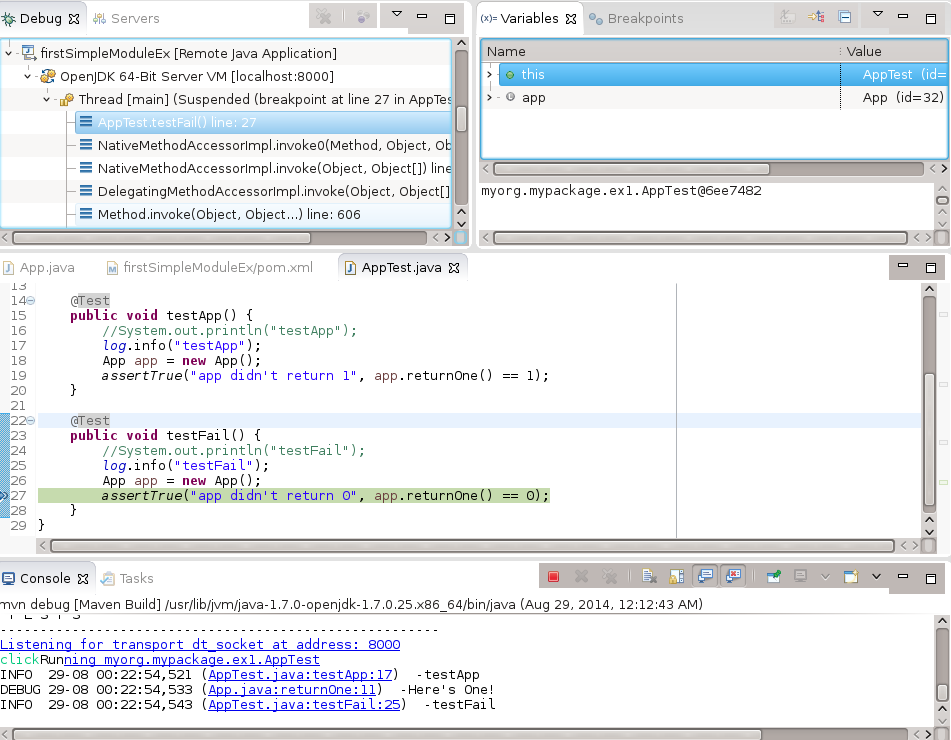 Debug
Servers
firstSimpleModuleEx [Remote Java Application]
OpenJDK 64-Bit Server VM [localhost:8000]
Thread [main] (Suspended (breakpoint at line 27 in AppTes
AppTest.testFail() line: 27
NativeMethodAccessorImpl.invoke0(Method, Object, Ob
NativeMethodAccessorImpl.invoke(Object, Object[]) line
DelegatingMethodAccessorImpl.invoke(Object, Object[]
Method.invoke(Object, Object...) line: 606
(x)= Variables
Breakpoints
Name Value
this AppTest (id=
app App (id=32)
myorg.mypackage.ex1.AppTest@6ee7482
App.java
firstSimpleModuleEx/pom.xml
AppTest.java
13
14 @Test
15 public void testApp() {
16 //System.out.println("testApp");
17 log.info("testApp");
18 App app = new App();
19 assertTrue("app didn't return 1", app.returnOne() == 1);
20 }
21
22 @Test
23 public void testFail() {
24 //System.out.println("testFail");
25 log.info("testFail");
26 App app = new App();
27 assertTrue("app didn't return 0", app.returnOne() == 0);
28 }
29 }
Console
Tasks
mvn debug [Maven Build] /usr/lib/jvm/java-1.7.0-openjdk-1.7.0.25.x86_64/bin/java (Aug 29, 2014, 12:12:43 AM)
-------------------------------------------------------
Listening for transport dt_socket at address: 8000
clickRunning myorg.mypackage.ex1.AppTest
INFO 29-08 00:22:54,521 (AppTest.java:testApp:17) -testApp
DEBUG 29-08 00:22:54,533 (App.java:returnOne:11) -Here's One!
INFO 29-08 00:22:54,543 (AppTest.java:testFail:25) -testFail